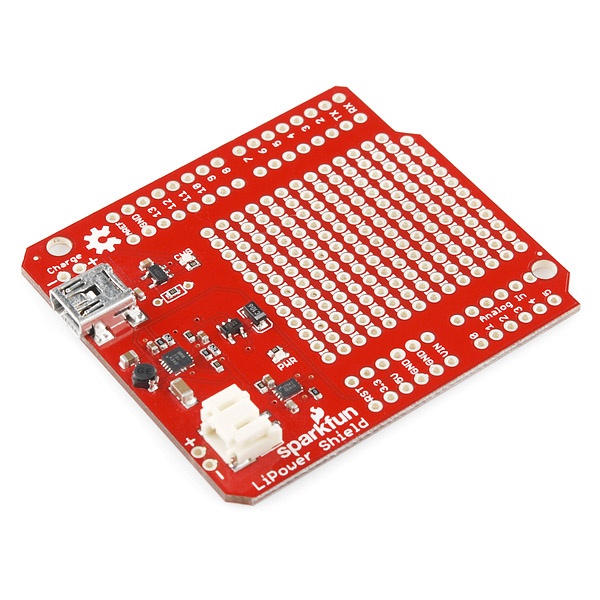 RX
TX
2
3
4
5
6
7
8
9
10
11
12
13
GND
AREF
Charge
− +
CHG
PWR
RST
3.3
5V
GND
GND
VIN
Analog In
0
1
2
3
4
5
+
−
sparkfun
LiPower Shield